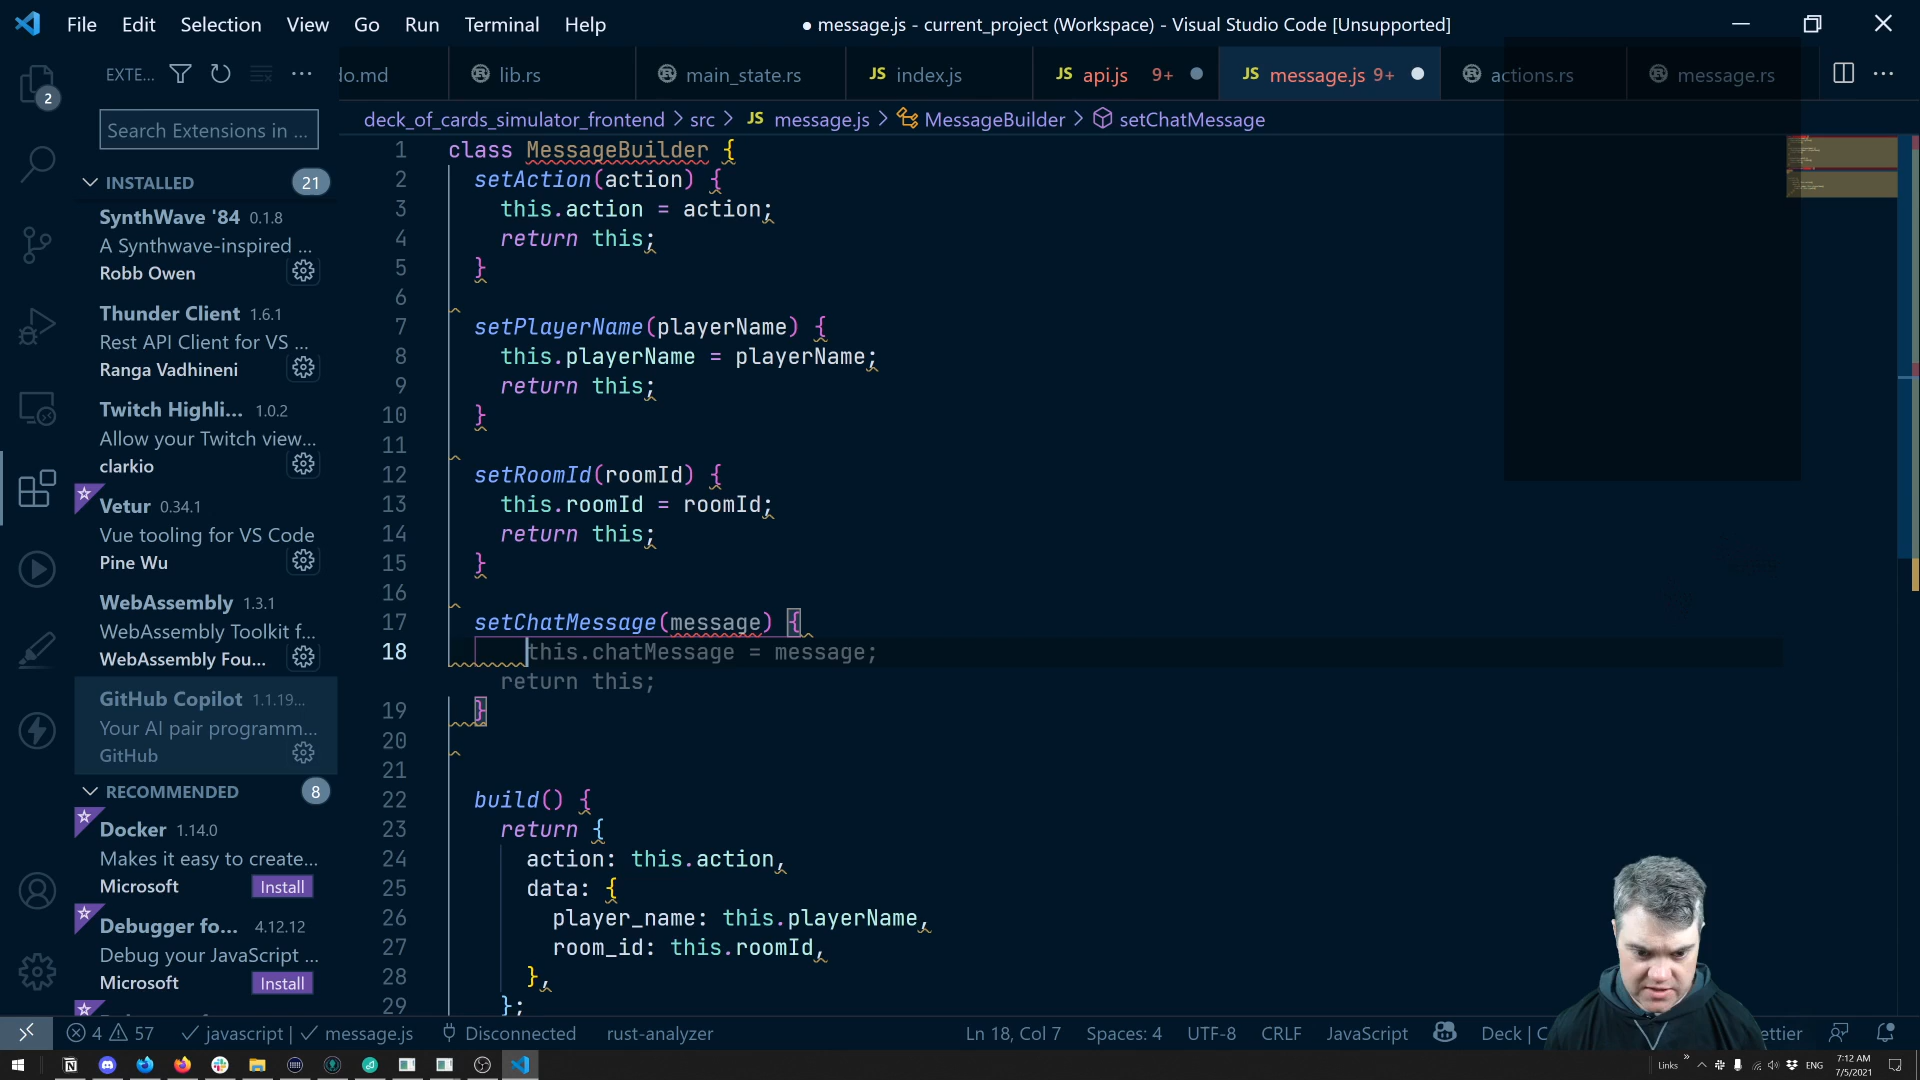 File Edit Selection View Go Run Terminal Help
● message.js - current_project (Workspace) - Visual Studio Code [Unsupported]
EXTE...
do.md
lib.rs
main_state.rs
JS index.js
JS api.js 9+
JS message.js 9+
actions.rs
message.rs
2
Search Extensions in ...
deck_of_cards_simulator_frontend > src > JS message.js > MessageBuilder > setChatMessage
INSTALLED 21
SynthWave '84 0.1.8
A Synthwave-inspired ...
Robb Owen
Thunder Client 1.6.1
Rest API Client for VS ...
Ranga Vadhineni
Twitch Highli... 1.0.2
Allow your Twitch view...
clarkio
Vetur 0.34.1
Vue tooling for VS Code
Pine Wu
WebAssembly 1.3.1
WebAssembly Toolkit f...
WebAssembly Fou...
GitHub Copilot 1.1.19...
Your AI pair programm...
GitHub
RECOMMENDED 8
Docker 1.14.0
Makes it easy to create...
Microsoft Install
Debugger fo... 4.12.12
Debug your JavaScript ...
Microsoft Install
1 class MessageBuilder {
2 setAction(action) {
3 this.action = action;
4 return this;
5 }
6
7 setPlayerName(playerName) {
8 this.playerName = playerName;
9 return this;
10 }
11
12 setRoomId(roomId) {
13 this.roomId = roomId;
14 return this;
15 }
16
17 setChatMessage(message) {
18 this.chatMessage = message;
return this;
19 }
20
21
22 build() {
23 return {
24 action: this.action,
25 data: {
26 player_name: this.playerName,
27 room_id: this.roomId,
28 },
29 };
4 57 javascript | message.js Disconnected rust-analyzer Ln 18, Col 7 Spaces: 4 UTF-8 CRLF JavaScript Deck | C ettier
Links » ENG 7:12 AM
7/5/2021